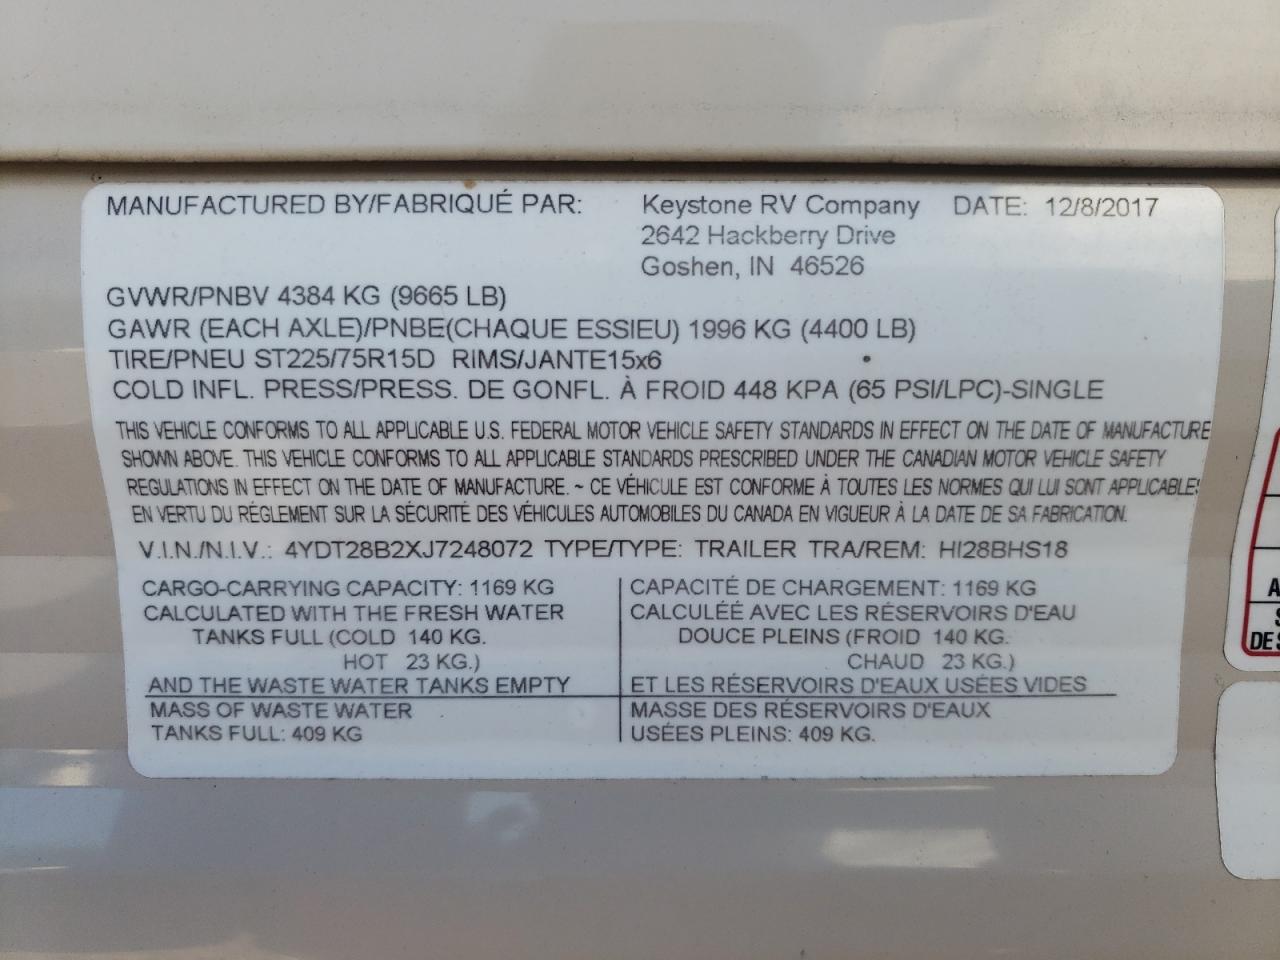 MANUFACTURED BY/FABRIQUÉ PAR: Keystone RV Company DATE: 12/8/2017
2642 Hackberry Drive
Goshen, IN 46526
GVWR/PNBV 4384 KG (9665 LB)
GAWR (EACH AXLE)/PNBE(CHAQUE ESSIEU) 1996 KG (4400 LB)
TIRE/PNEU ST225/75R15D RIMS/JANTE15x6
COLD INFL. PRESS/PRESS. DE GONFL. À FROID 448 KPA (65 PSI/LPC)-SINGLE
THIS VEHICLE CONFORMS TO ALL APPLICABLE U.S. FEDERAL MOTOR VEHICLE SAFETY STANDARDS IN EFFECT ON THE DATE OF MANUFACTURE
SHOWN ABOVE. THIS VEHICLE CONFORMS TO ALL APPLICABLE STANDARDS PRESCRIBED UNDER THE CANADIAN MOTOR VEHICLE SAFETY
REGULATIONS IN EFFECT ON THE DATE OF MANUFACTURE. ~ CE VÉHICULE EST CONFORME À TOUTES LES NORMES QUI LUI SONT APPLICABLES
EN VERTU DU RÉGLEMENT SUR LA SÉCURITÉ DES VÉHICULES AUTOMOBILES DU CANADA EN VIGUEUR À LA DATE DE SA FABRICATION.
V.I.N./N.I.V.: 4YDT28B2XJ7248072 TYPE/TYPE: TRAILER TRA/REM: HI28BHS18
CARGO-CARRYING CAPACITY: 1169 KG
CALCULATED WITH THE FRESH WATER
TANKS FULL (COLD 140 KG.
HOT 23 KG.)
AND THE WASTE WATER TANKS EMPTY
MASS OF WASTE WATER
TANKS FULL: 409 KG
CAPACITÉ DE CHARGEMENT: 1169 KG
CALCULÉÉ AVEC LES RÉSERVOIRS D'EAU
DOUCE PLEINS (FROID 140 KG.
CHAUD 23 KG.)
ET LES RÉSERVOIRS D'EAUX USÉES VIDES
MASSE DES RÉSERVOIRS D'EAUX
USÉES PLEINS: 409 KG.